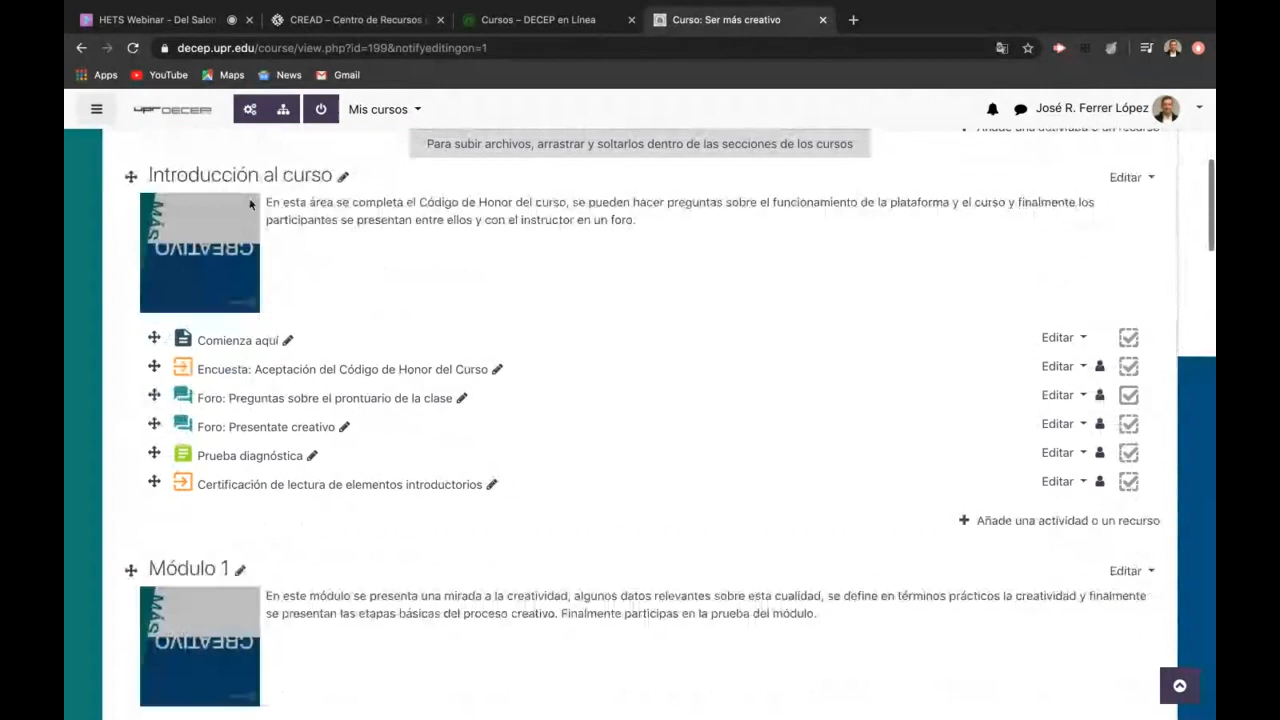 HETS Webinar - Del Salon
CREAD – Centro de Recursos
Cursos – DECEP en Línea
Curso: Ser más creativo
decep.upr.edu/course/view.php?id=199&notifyeditingon=1
Apps YouTube Maps News Gmail
upr DECEP
Mis cursos
José R. Ferrer López
Añade una actividad o un recurso
Para subir archivos, arrastrar y soltarlos dentro de las secciones de los cursos
Introducción al curso
Editar
En esta área se completa el Código de Honor del curso, se pueden hacer preguntas sobre el funcionamiento de la plataforma y el curso y finalmente los
participantes se presentan entre ellos y con el instructor en un foro.
CREATIVO
Comienza aquí
Editar
Encuesta: Aceptación del Código de Honor del Curso
Editar
Foro: Preguntas sobre el prontuario de la clase
Editar
Foro: Presentate creativo
Editar
Prueba diagnóstica
Editar
Certificación de lectura de elementos introductorios
Editar
Añade una actividad o un recurso
Módulo 1
Editar
En este módulo se presenta una mirada a la creatividad, algunos datos relevantes sobre esta cualidad, se define en términos prácticos la creatividad y finalmente
se presentan las etapas básicas del proceso creativo. Finalmente participas en la prueba del módulo.
CREATIVO